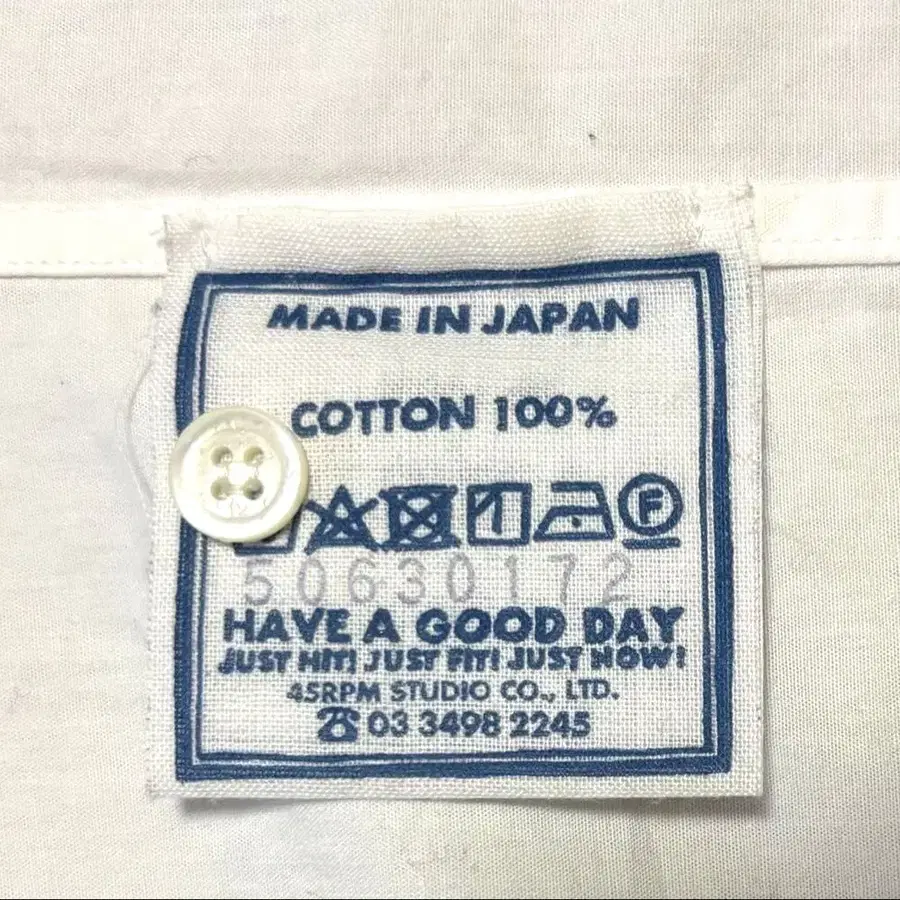 MADE IN JAPAN
COTTON 100%
F
50630172
HAVE A GOOD DAY
JUST HIT! JUST FIT! JUST NOW!
45RPM STUDIO CO., LTD.
☎ 03 3498 2245